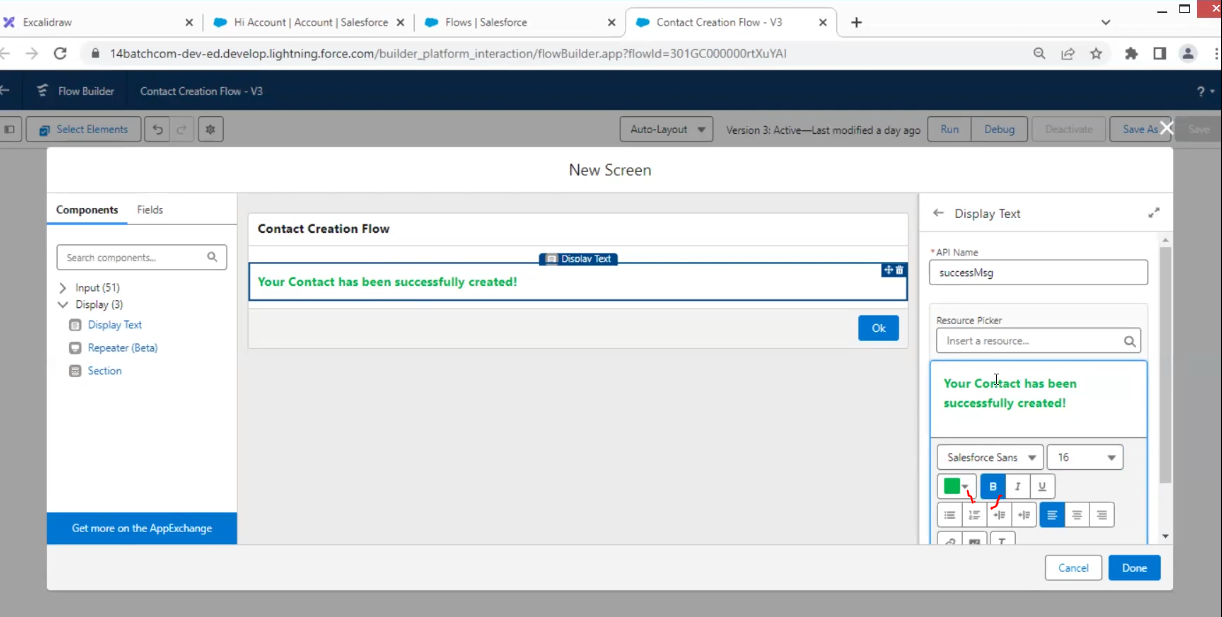 Excalidraw
Hi Account | Account | Salesforce
Flows | Salesforce
Contact Creation Flow - V3
14batchcom-dev-ed.develop.lightning.force.com/builder_platform_interaction/flowBuilder.app?flowId=301GC000000rtXuYAI
Flow Builder
Contact Creation Flow - V3
?
Select Elements
Auto-Layout
Version 3: Active—Last modified a day ago
Run
Debug
Deactivate
Save As
Save
New Screen
Components
Fields
Search components...
Input (51)
Display (3)
Display Text
Repeater (Beta)
Section
Get more on the AppExchange
Contact Creation Flow
Display Text
Your Contact has been successfully created!
Ok
Display Text
*API Name
successMsg
Resource Picker
Insert a resource...
Your Contact has been
successfully created!
Salesforce Sans
16
B I U
Cancel
Done